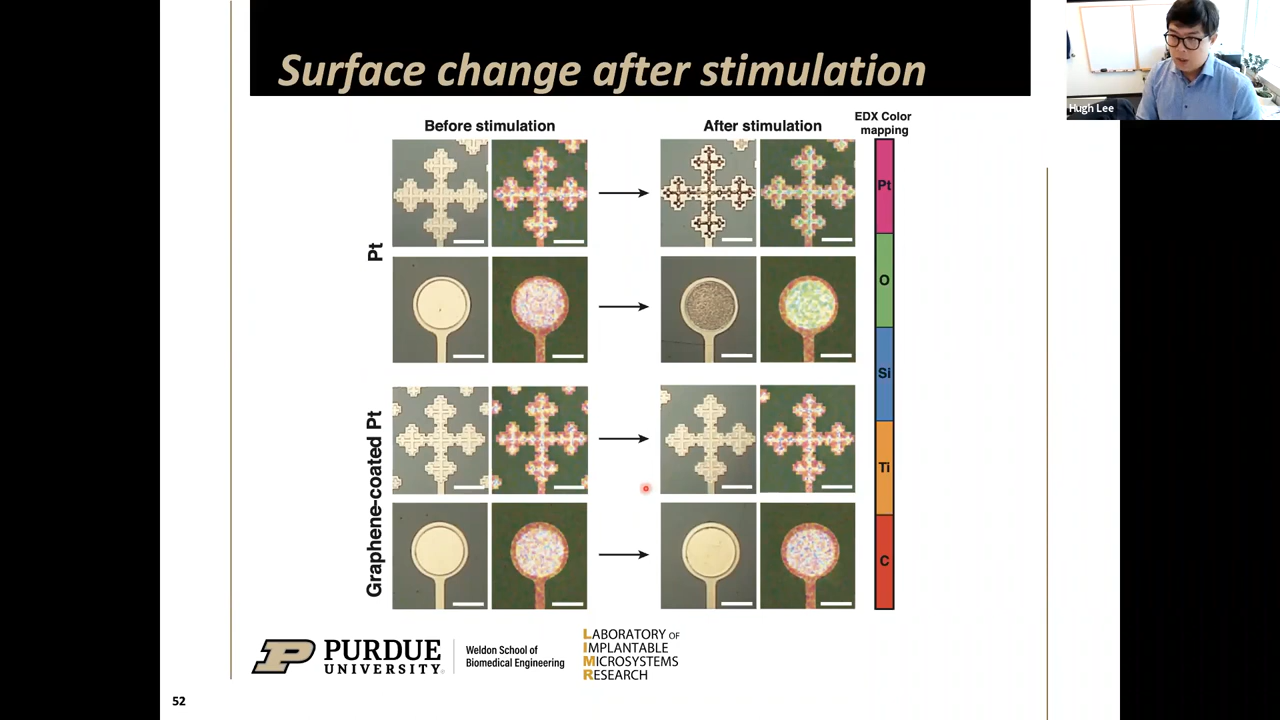 Surface change after stimulation
Hugh Lee
Before stimulation
After stimulation
EDX Color
mapping
Pt
Graphene-coated Pt
Pt
O
Si
Ti
C
PURDUE
UNIVERSITY
Weldon School of
Biomedical Engineering
LABORATORY OF
IMPLANTABLE
MICROSYSTEMS
RESEARCH
52